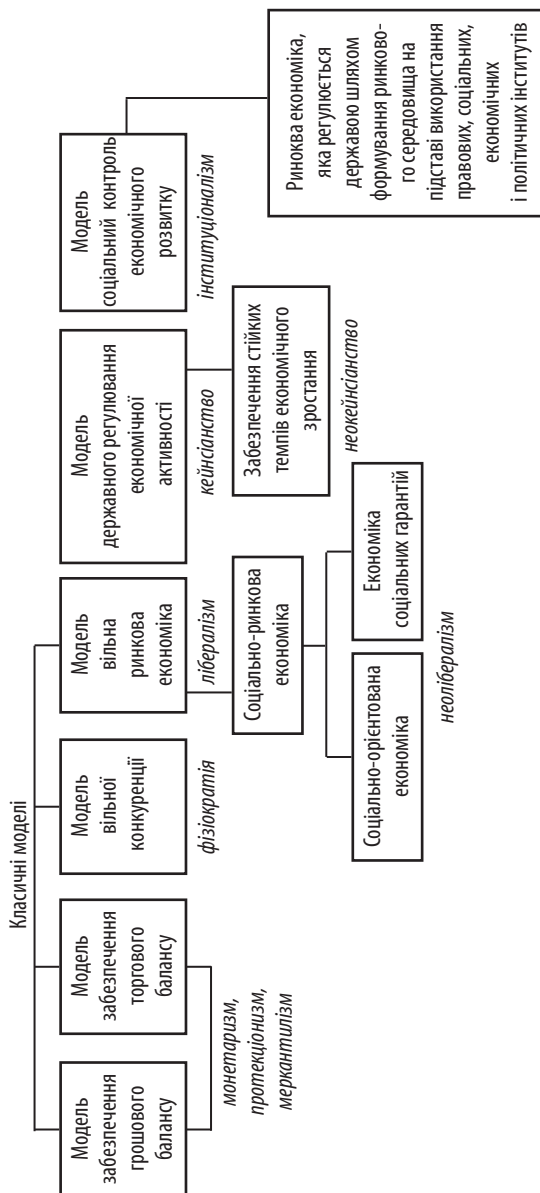 Класичні моделі
Модель
забезпечення
грошового
балансу
Модель
забезпечення
торгового
балансу
монетаризм,
протекціонізм,
меркантилізм
Модель
вільної
конкуренції
фізіократія
Модель
вільна
ринкова
економіка
лібералізм
Соціально-ринкова
економіка
Соціально-орієнтована
економіка
Економіка
соціальних гарантій
неолібералізм
Модель
державного регулювання
економічної
активності
кейнсіанство
Забезпечення стійких
темпів економічного
зростання
неокейнсіанство
Модель
соціальний контроль
економічного
розвитку
інституціоналізм
Риноква економіка,
яка регулюється
державою шляхом
формування ринково-
го середовища на
підставі використання
правових, соціальних,
економічних
і політичних інститутів